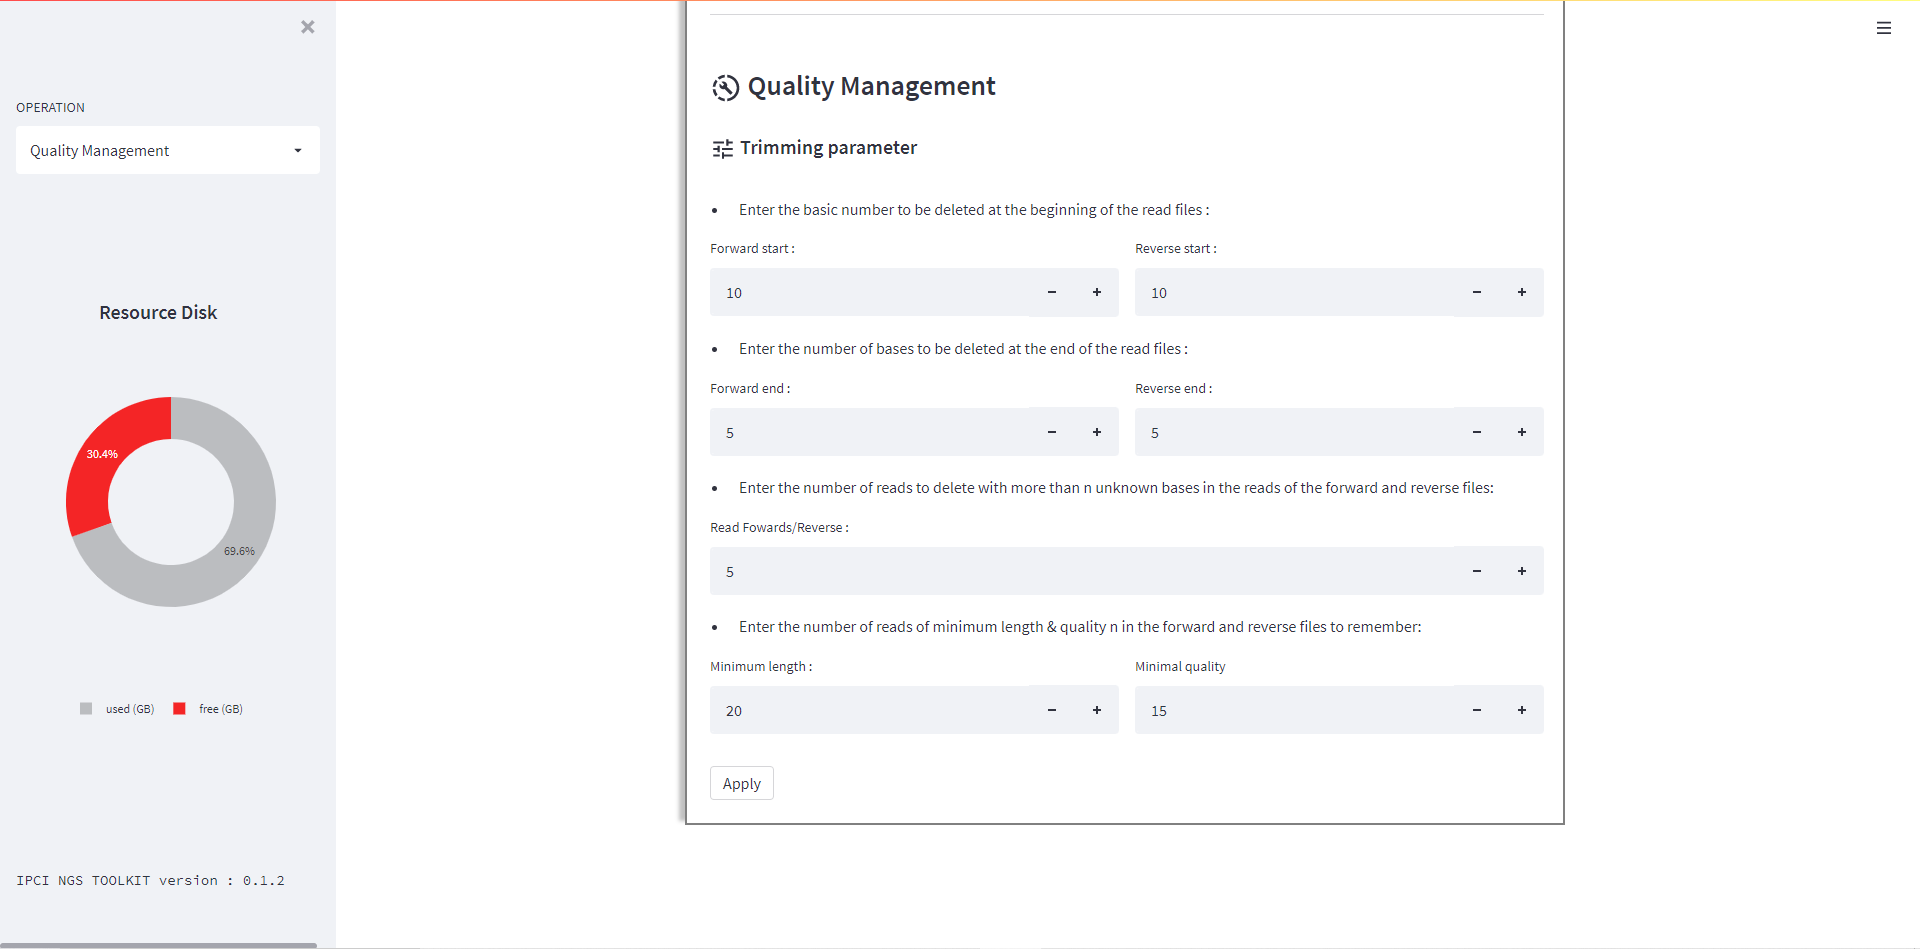 OPERATION
Quality Management
Resource Disk
30.4%
69.6%
used (GB) free (GB)
IPCI NGS TOOLKIT version : 0.1.2
Quality Management
Trimming parameter
• Enter the basic number to be deleted at the beginning of the read files :
Forward start : Reverse start :
10 - + 10 - +
• Enter the number of bases to be deleted at the end of the read files :
Forward end : Reverse end :
5 - + 5 - +
• Enter the number of reads to delete with more than n unknown bases in the reads of the forward and reverse files:
Read Fowards/Reverse :
5 - +
• Enter the number of reads of minimum length & quality n in the forward and reverse files to remember:
Minimum length : Minimal quality
20 - + 15 - +
Apply